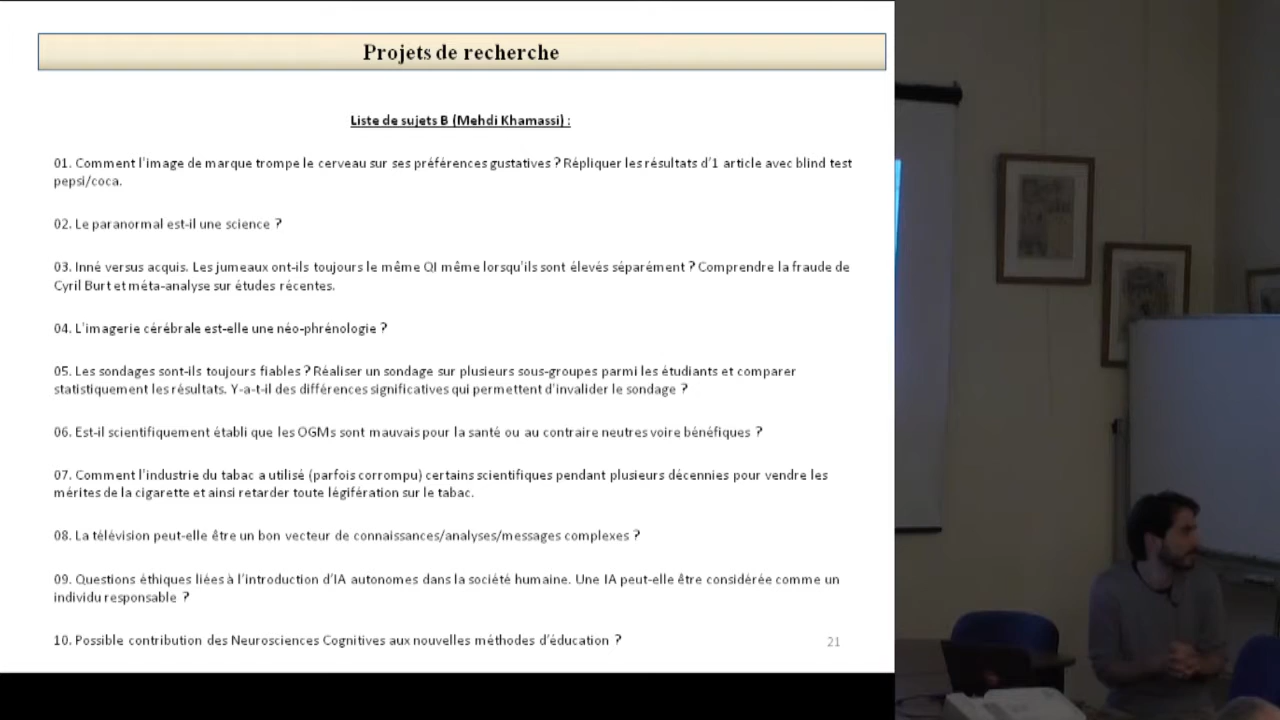 Projets de recherche
Liste de sujets B (Mehdi Khamassi) :
01. Comment l'image de marque trompe le cerveau sur ses préférences gustatives ? Répliquer les résultats d'1 article avec blind test
pepsi/coca.
02. Le paranormal est-il une science ?
03. Inné versus acquis. Les jumeaux ont-ils toujours le même QI même lorsqu'ils sont élevés séparément ? Comprendre la fraude de
Cyril Burt et méta-analyse sur études récentes.
04. L'imagerie cérébrale est-elle une néo-phrénologie ?
05. Les sondages sont-ils toujours fiables ? Réaliser un sondage sur plusieurs sous-groupes parmi les étudiants et comparer
statistiquement les résultats. Y-a-t-il des différences significatives qui permettent d'invalider le sondage ?
06. Est-il scientifiquement établi que les OGMs sont mauvais pour la santé ou au contraire neutres voire bénéfiques ?
07. Comment l'industrie du tabac a utilisé (parfois corrompu) certains scientifiques pendant plusieurs décennies pour vendre les
mérites de la cigarette et ainsi retarder toute légifération sur le tabac.
08. La télévision peut-elle être un bon vecteur de connaissances/analyses/messages complexes ?
09. Questions éthiques liées à l'introduction d'IA autonomes dans la société humaine. Une IA peut-elle être considérée comme un
individu responsable ?
10. Possible contribution des Neurosciences Cognitives aux nouvelles méthodes d'éducation ?
21